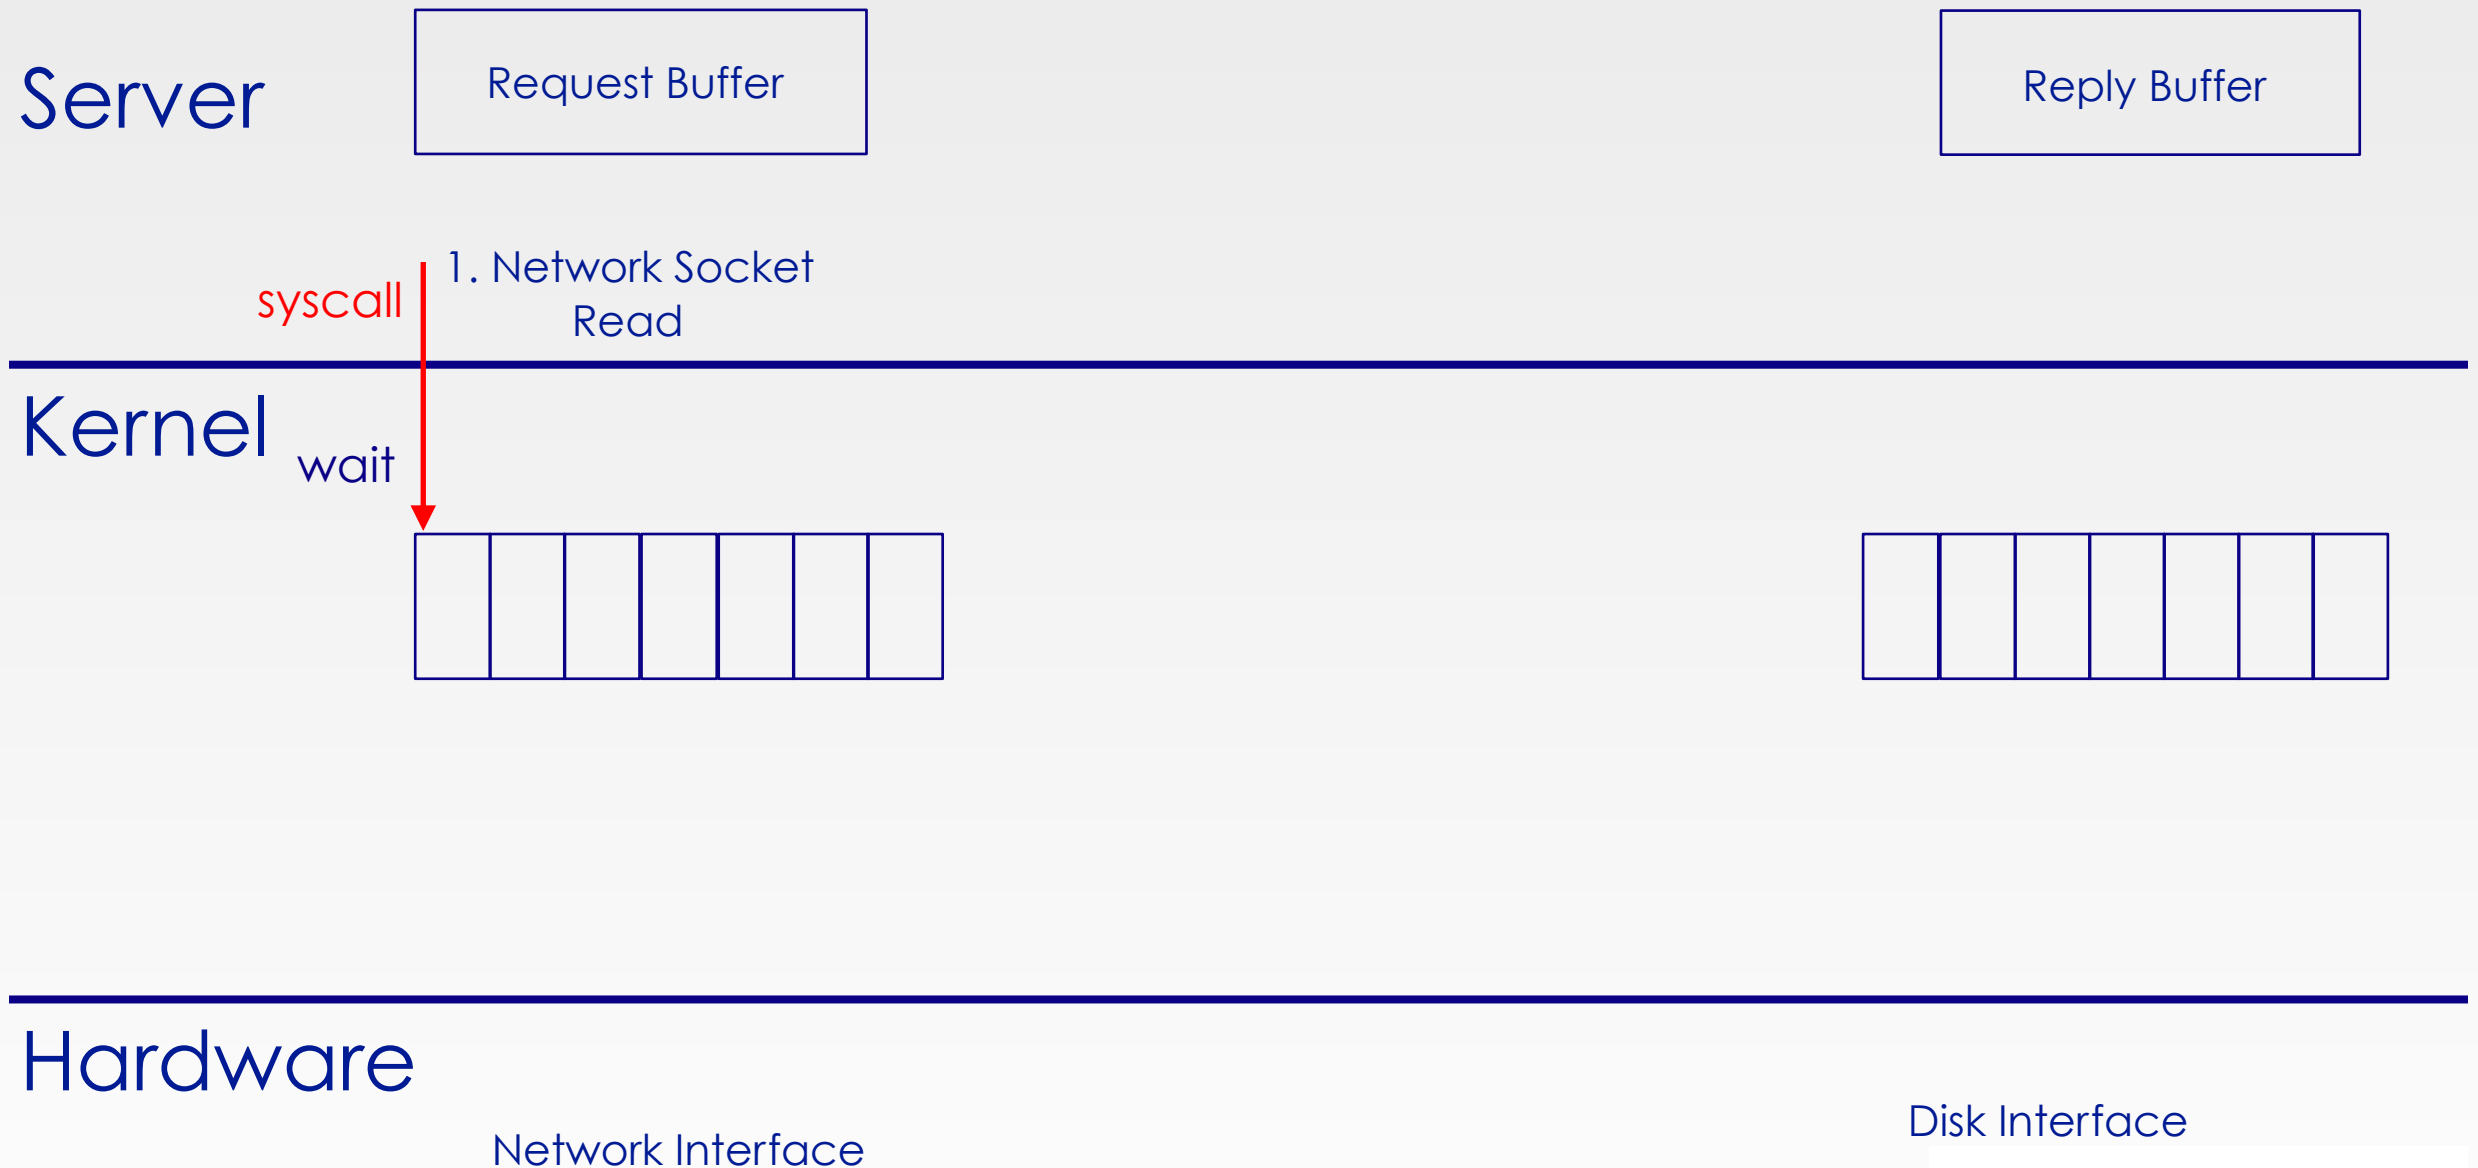 Server
Request Buffer
Reply Buffer
syscall
1. Network Socket
Read
Kernel
wait
Hardware
Network Interface
Disk Interface